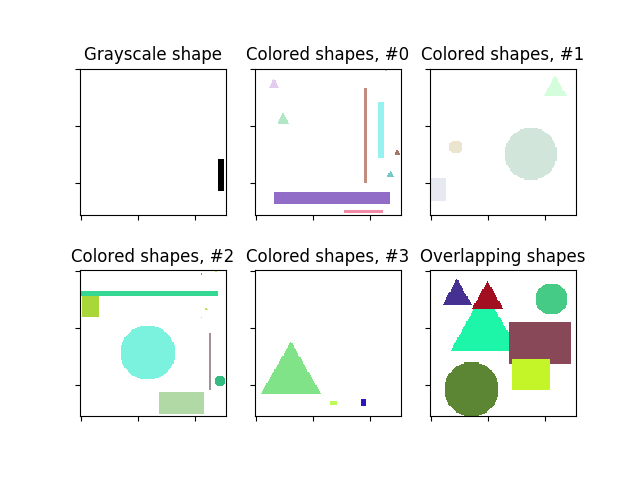 Grayscale shape
Colored shapes, #0
Colored shapes, #1
Colored shapes, #2
Colored shapes, #3
Overlapping shapes